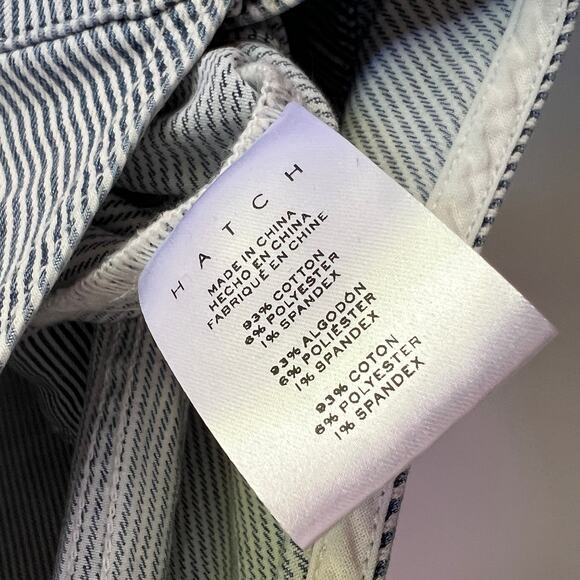 HATCH
MADE IN CHINA
HECHO EN CHINA
FABRIQUÉ EN CHINE
93% COTTON
6% POLYESTER
1% SPANDEX
93% ALGODÓN
6% POLIÉSTER
1% SPANDEX
93% COTON
6% POLYESTER
1% SPANDEX